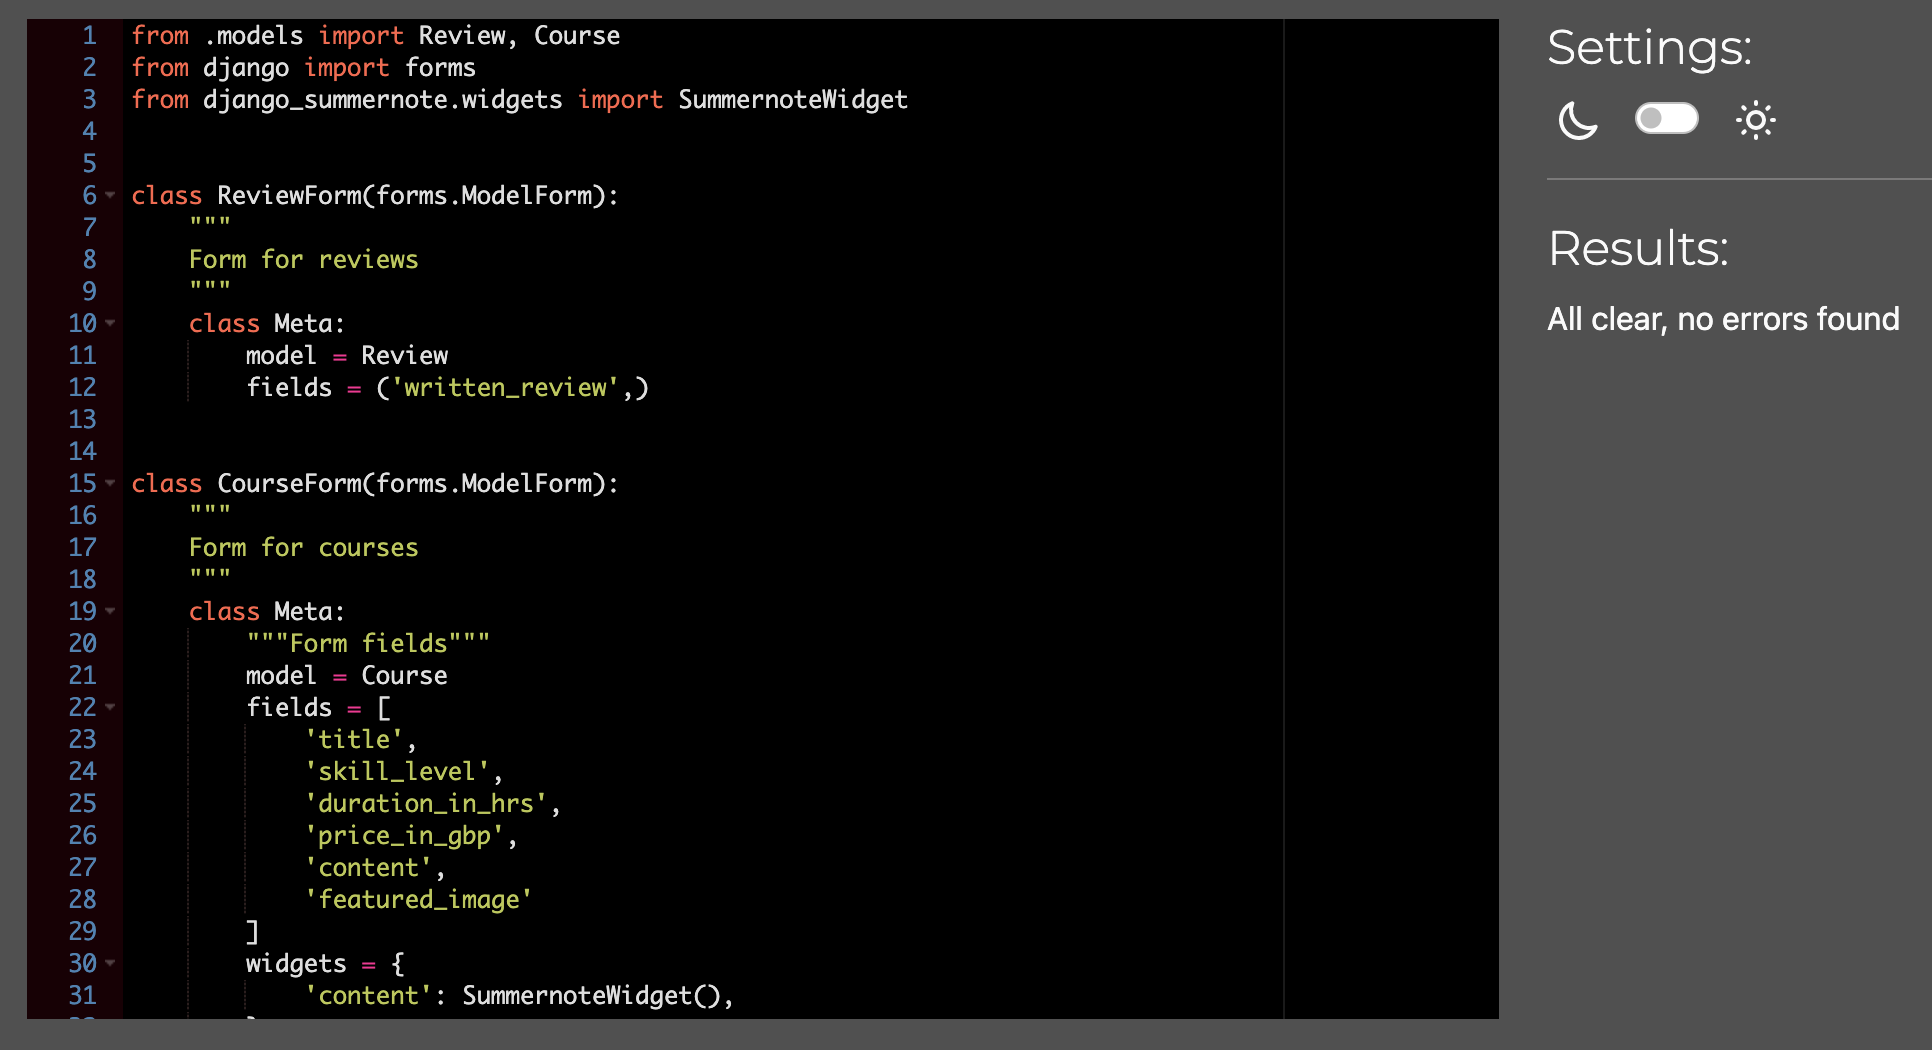 1 from .models import Review, Course
2 from django import forms
3 from django_summernote.widgets import SummernoteWidget
4
5
6 class ReviewForm(forms.ModelForm):
7     """
8     Form for reviews
9     """
10     class Meta:
11         model = Review
12         fields = ('written_review',)
13
14
15 class CourseForm(forms.ModelForm):
16     """
17     Form for courses
18     """
19     class Meta:
20         """Form fields"""
21         model = Course
22         fields = [
23             'title',
24             'skill_level',
25             'duration_in_hrs',
26             'price_in_gbp',
27             'content',
28             'featured_image'
29         ]
30         widgets = {
31             'content': SummernoteWidget(),
Settings:
Results:
All clear, no errors found